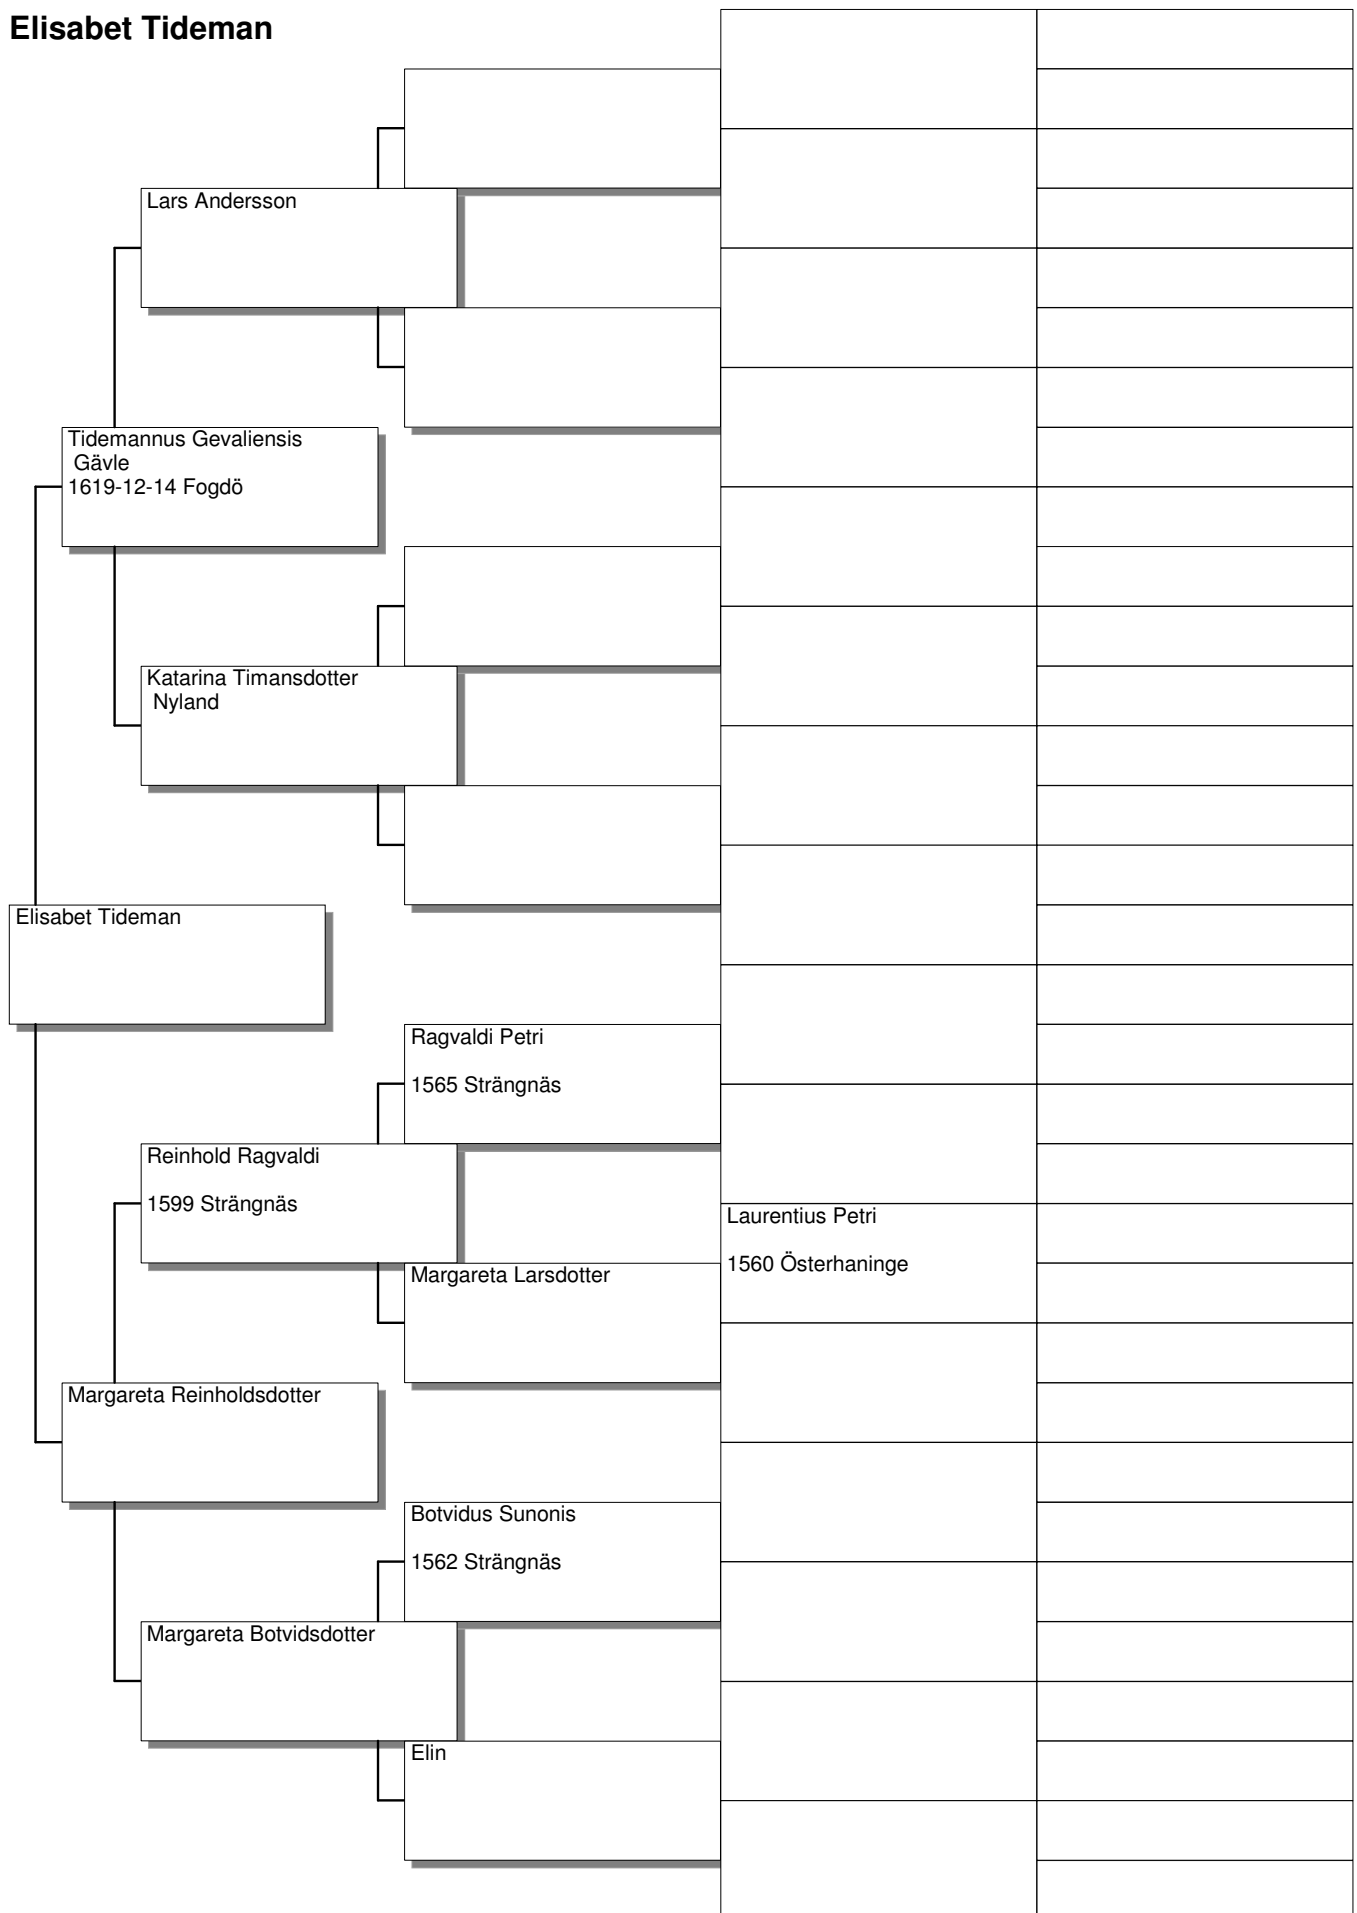 Elisabet Tideman
Lars Andersson
Tidemannus Gevaliensis
Gävle
1619-12-14 Fogdö
Katarina Timansdotter
Nyland
Elisabet Tideman
Ragvaldi Petri
1565 Strängnäs
Reinhold Ragvaldi
1599 Strängnäs
Laurentius Petri
1560 Österhaninge
Margareta Larsdotter
Margareta Reinholdsdotter
Botvidus Sunonis
1562 Strängnäs
Margareta Botvidsdotter
Elin